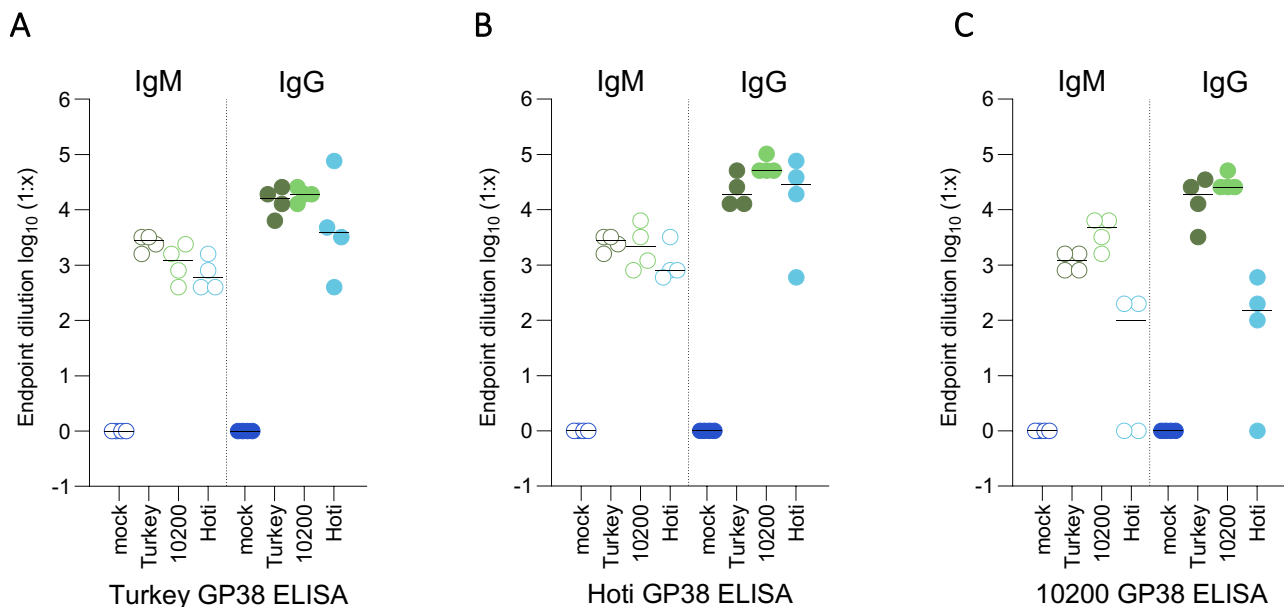 A
IgM IgG
Endpoint dilution log10 (1:x)
6
5
4
3
2
1
0
-1
mock Turkey 10200 Hoti mock Turkey 10200 Hoti
Turkey GP38 ELISA
B
IgM IgG
Endpoint dilution log10 (1:x)
6
5
4
3
2
1
0
-1
mock Turkey 10200 Hoti mock Turkey 10200 Hoti
Hoti GP38 ELISA
C
IgM IgG
Endpoint dilution log10 (1:x)
6
5
4
3
2
1
0
-1
mock Turkey 10200 Hoti mock Turkey 10200 Hoti
10200 GP38 ELISA